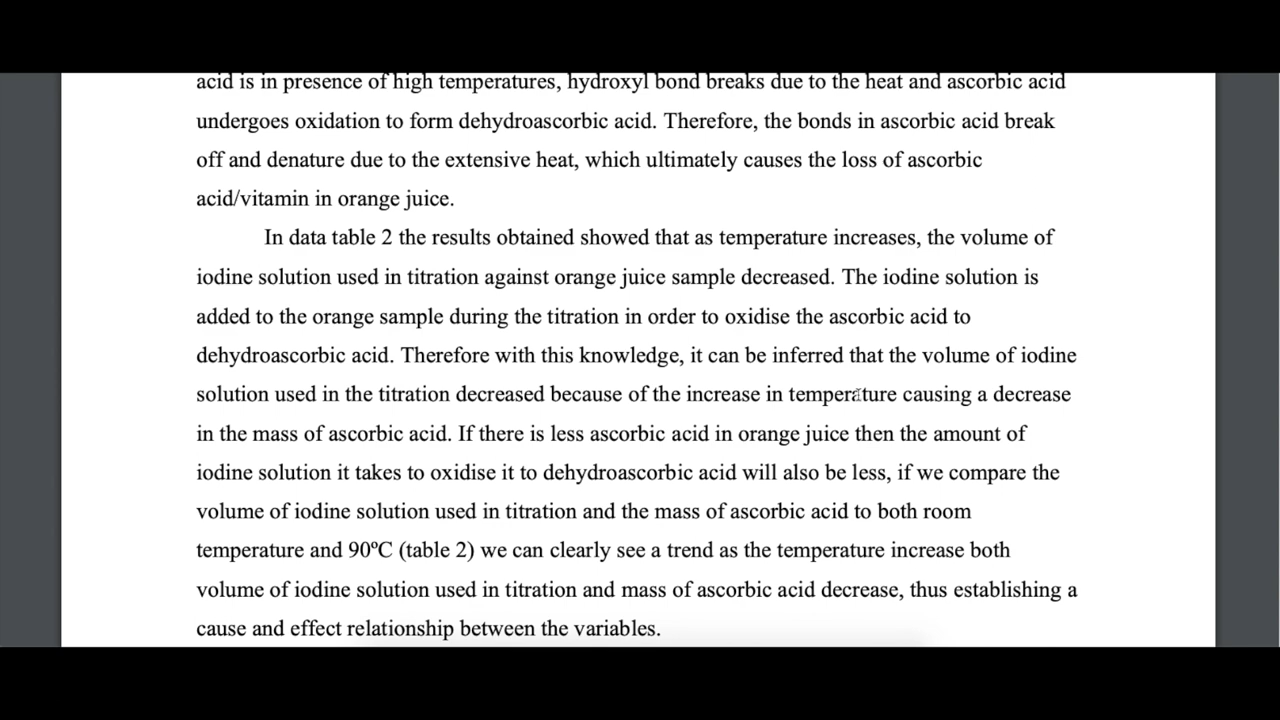 acid is in presence of high temperatures, hydroxyl bond breaks due to the heat and ascorbic acid
undergoes oxidation to form dehydroascorbic acid. Therefore, the bonds in ascorbic acid break
off and denature due to the extensive heat, which ultimately causes the loss of ascorbic
acid/vitamin in orange juice.
In data table 2 the results obtained showed that as temperature increases, the volume of
iodine solution used in titration against orange juice sample decreased. The iodine solution is
added to the orange sample during the titration in order to oxidise the ascorbic acid to
dehydroascorbic acid. Therefore with this knowledge, it can be inferred that the volume of iodine
solution used in the titration decreased because of the increase in temperature causing a decrease
in the mass of ascorbic acid. If there is less ascorbic acid in orange juice then the amount of
iodine solution it takes to oxidise it to dehydroascorbic acid will also be less, if we compare the
volume of iodine solution used in titration and the mass of ascorbic acid to both room
temperature and 90ºC (table 2) we can clearly see a trend as the temperature increase both
volume of iodine solution used in titration and mass of ascorbic acid decrease, thus establishing a
cause and effect relationship between the variables.